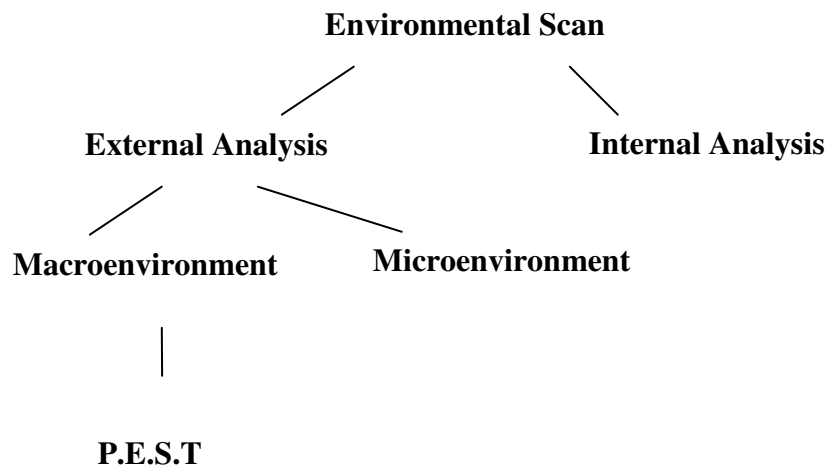 Environmental Scan
External Analysis
Internal Analysis
Macroenvironment
Microenvironment
P.E.S.T